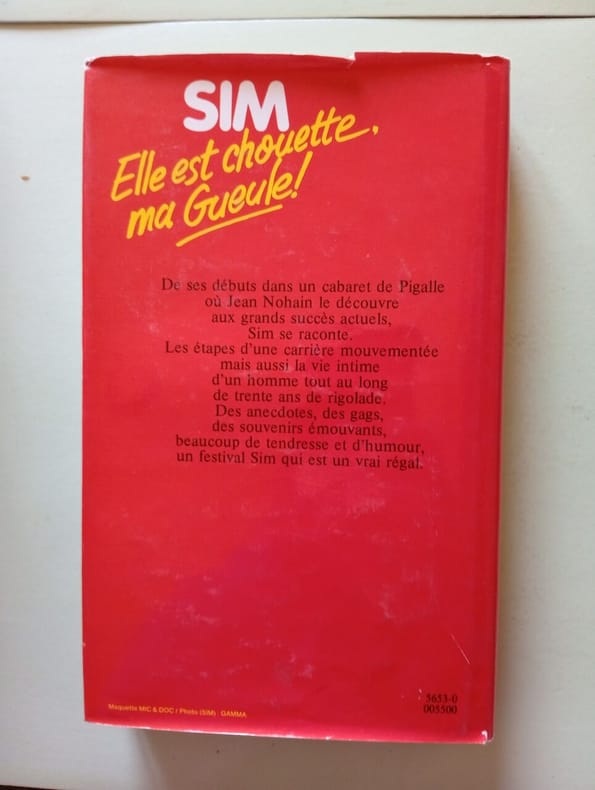 SIM
Elle est chouette,
ma Gueule!
De ses débuts dans un cabaret de Pigalle
où Jean Nohain le découvre
aux grands succès actuels,
Sim se raconte.
Les étapes d'une carrière mouvementée
mais aussi la vie intime
d'un homme tout au long
de trente ans de rigolade.
Des anecdotes, des gags,
des souvenirs émouvants,
beaucoup de tendresse et d'humour,
un festival Sim qui est un vrai régal.
Maquette MIC & DOC / Photo (SIM) : GAMMA
5653-0
005500